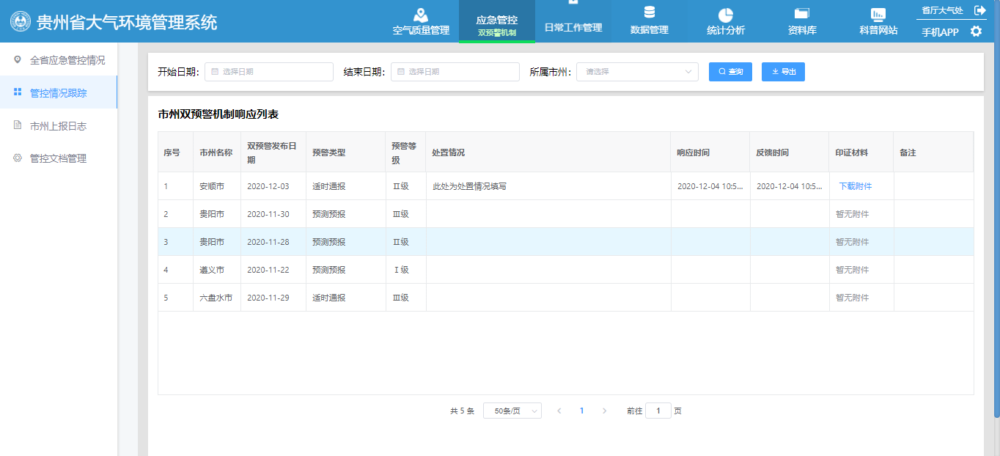 贵州省大气环境管理系统
空气质量管理
应急管控
双预警机制
日常工作管理
数据管理
统计分析
资料库
科普网站
省厅大气处
手机APP
全省应急管控情况
管控情况跟踪
市州上报日志
管控文档管理
开始日期: 选择日期 结束日期: 选择日期 所属市州: 请选择 查询 导出
市州双预警机制响应列表
序号 市州名称 双预警发布日期 预警类型 预警等级 处置情况 响应时间 反馈时间 印证材料 备注
1 安顺市 2020-12-03 适时通报 Ⅱ级 此处为处置情况填写 2020-12-04 10:5... 2020-12-04 10:5... 下载附件
2 贵阳市 2020-11-30 预测预报 Ⅲ级 暂无附件
3 贵阳市 2020-11-28 预测预报 Ⅱ级 暂无附件
4 遵义市 2020-11-22 预测预报 Ⅰ级 暂无附件
5 六盘水市 2020-11-29 适时通报 Ⅲ级 暂无附件
共 5 条 50条/页 1 前往 1 页